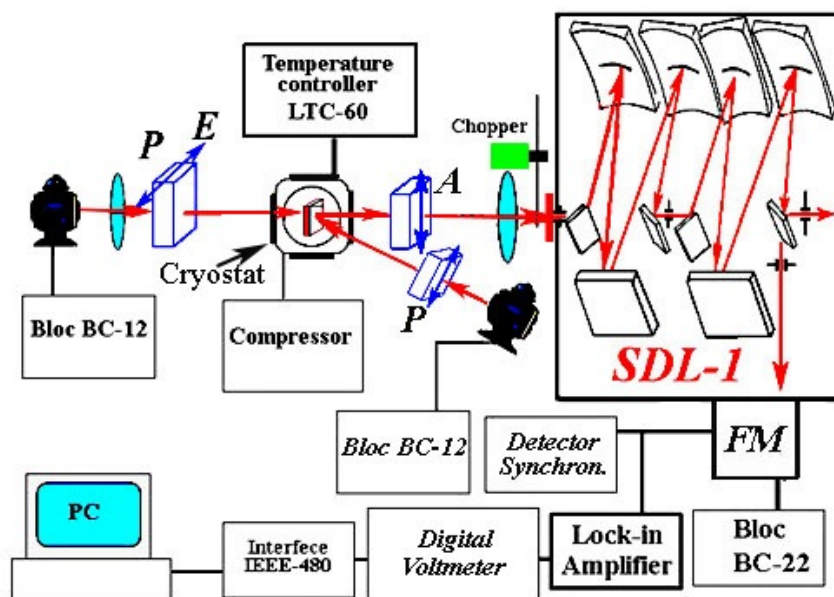 Temperature
controller
LTC-60
Chopper
P
E
A
Cryostat
P
Bloc BC-12
Compressor
SDL-1
Bloc BC-12
Detector
Synchron.
FM
PC
Interfece
IEEE-480
Digital
Voltmeter
Lock-in
Amplifier
Bloc
BC-22